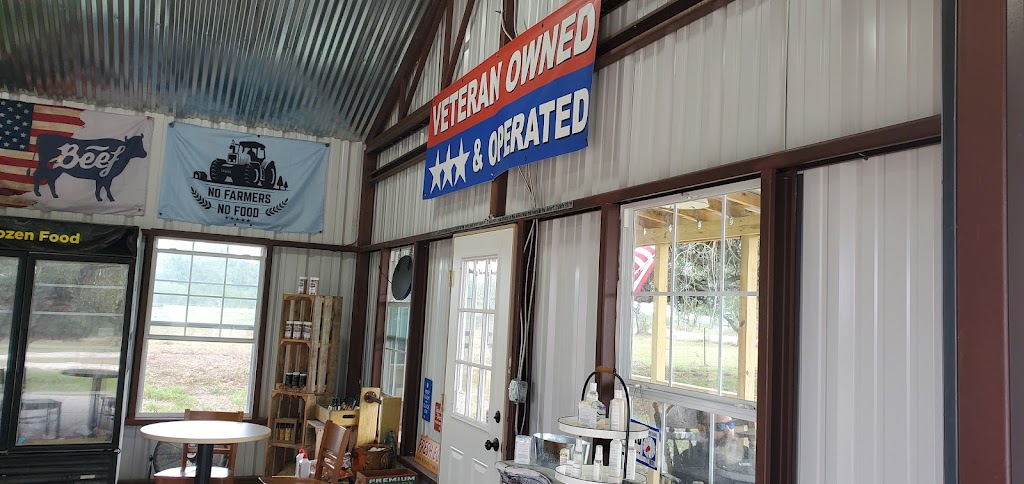 VETERAN OWNED
& OPERATED
Beef
NO FARMERS
NO FOOD
ozen Food
PREMIUM